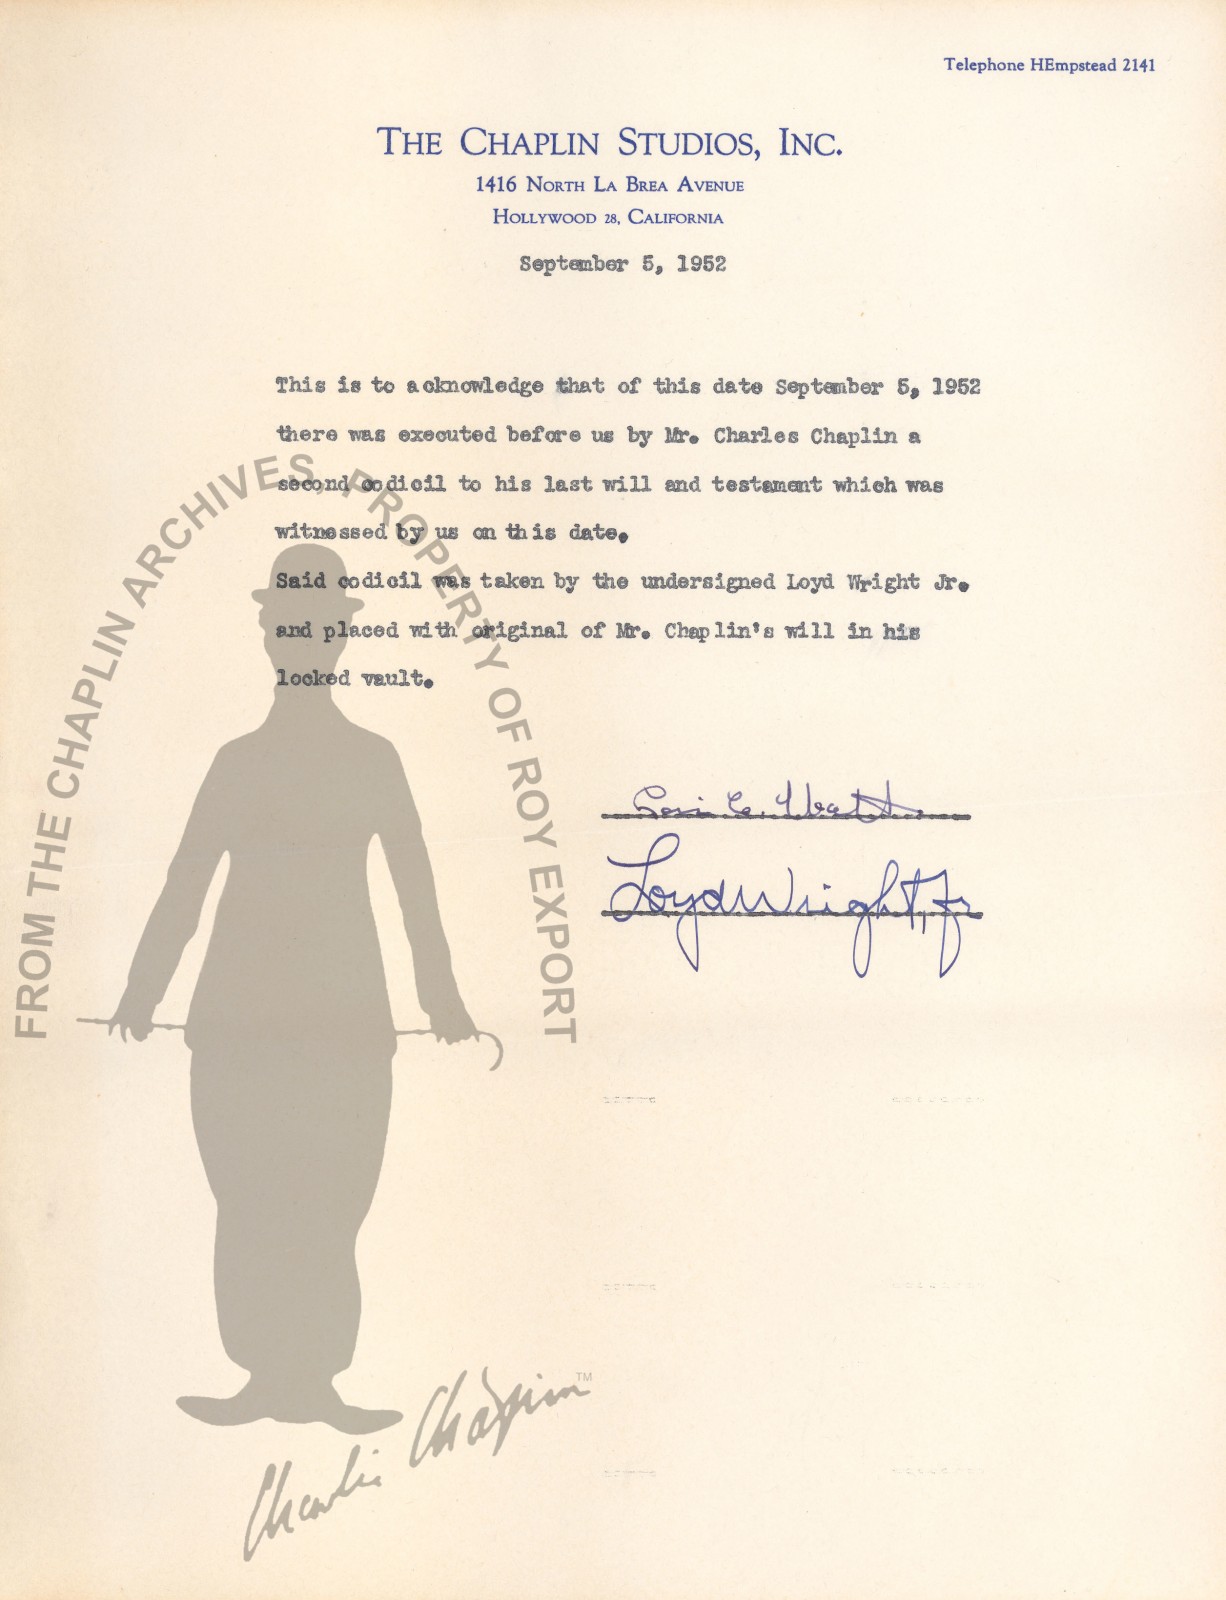 Telephone HEmpstead 2141
THE CHAPLIN STUDIOS, INC.
1416 NORTH LA BREA AVENUE
HOLLYWOOD 28, CALIFORNIA
September 5, 1952
This is to acknowledge that of this date September 5, 1952
there was executed before us by Mr. Charles Chaplin a
second codicil to his last will and testament which was
witnessed by us on this date.
Said codicil was taken by the undersigned Loyd Wright Jr.
and placed with original of Mr. Chaplin's will in his
locked vault.
Loyd Wright, Jr
FROM THE CHAPLIN ARCHIVES, PROPERTY OF ROY EXPORT
Charlie Chaplin TM